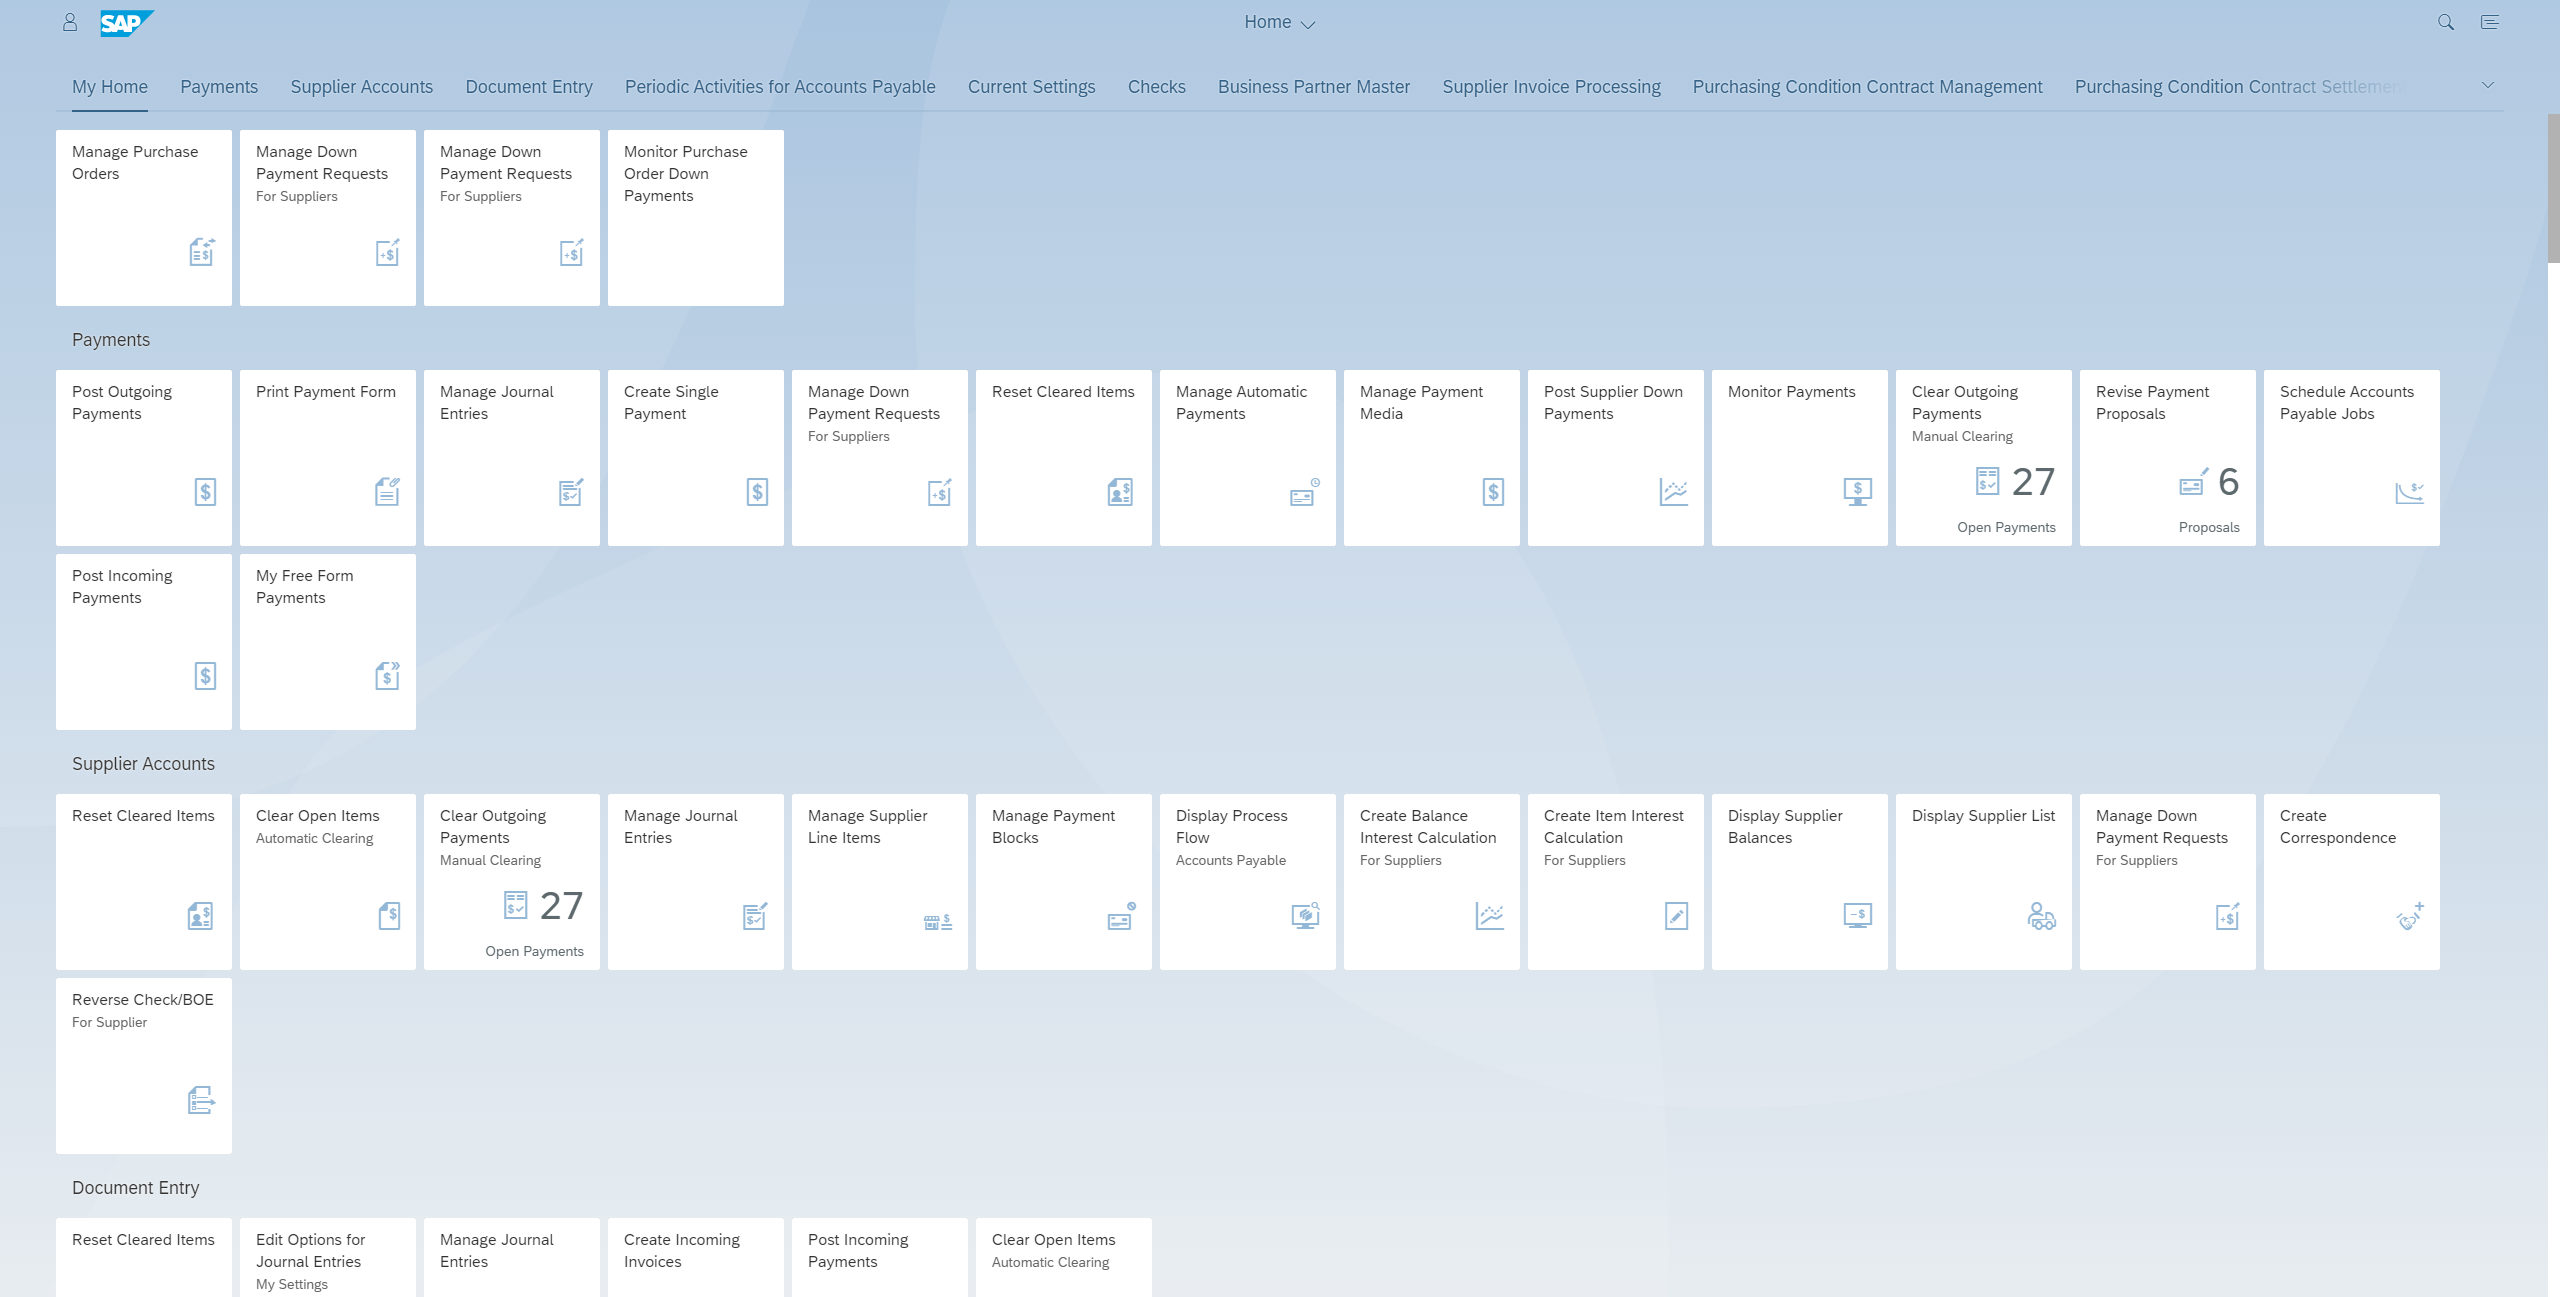 SAP
Home
My Home
Payments
Supplier Accounts
Document Entry
Periodic Activities for Accounts Payable
Current Settings
Checks
Business Partner Master
Supplier Invoice Processing
Purchasing Condition Contract Management
Purchasing Condition Contract Settlemen
Manage Purchase
Orders
Manage Down
Payment Requests
For Suppliers
Manage Down
Payment Requests
For Suppliers
Monitor Purchase
Order Down
Payments
Payments
Post Outgoing
Payments
Print Payment Form
Manage Journal
Entries
Create Single
Payment
Manage Down
Payment Requests
For Suppliers
Reset Cleared Items
Manage Automatic
Payments
Manage Payment
Media
Post Supplier Down
Payments
Monitor Payments
Clear Outgoing
Payments
Manual Clearing
27
Open Payments
Revise Payment
Proposals
6
Proposals
Schedule Accounts
Payable Jobs
Post Incoming
Payments
My Free Form
Payments
Supplier Accounts
Reset Cleared Items
Clear Open Items
Automatic Clearing
Clear Outgoing
Payments
Manual Clearing
27
Open Payments
Manage Journal
Entries
Manage Supplier
Line Items
Manage Payment
Blocks
Display Process
Flow
Accounts Payable
Create Balance
Interest Calculation
For Suppliers
Create Item Interest
Calculation
For Suppliers
Display Supplier
Balances
Display Supplier List
Manage Down
Payment Requests
For Suppliers
Create
Correspondence
Reverse Check/BOE
For Supplier
Document Entry
Reset Cleared Items
Edit Options for
Journal Entries
My Settings
Manage Journal
Entries
Create Incoming
Invoices
Post Incoming
Payments
Clear Open Items
Automatic Clearing